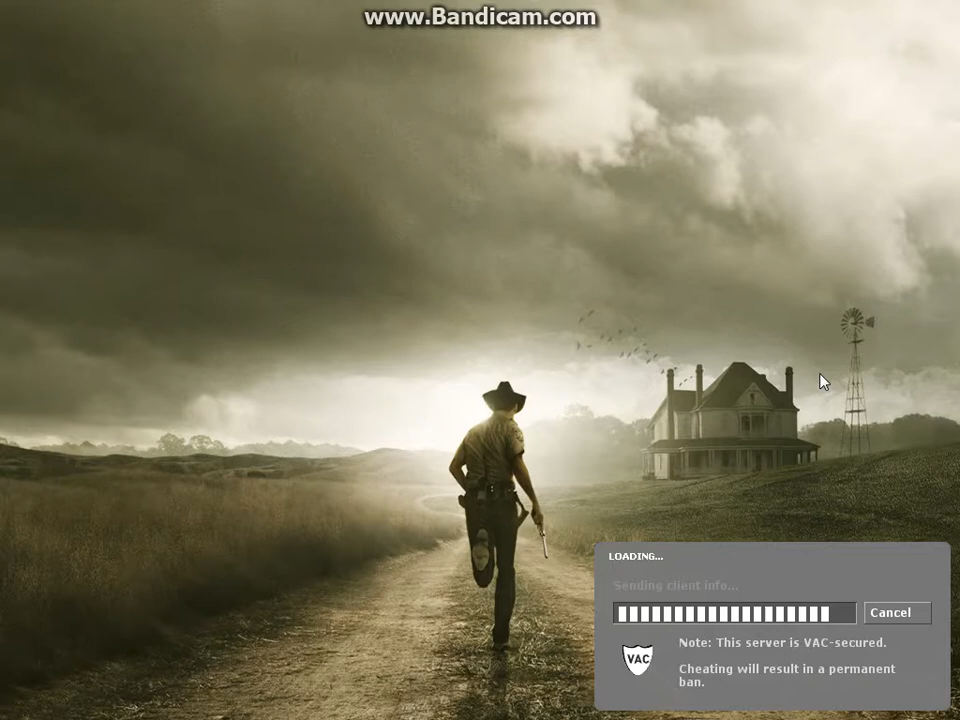 www.Bandicam.com
LOADING...
Sending client info...
Cancel
VAC
Note: This server is VAC-secured.
Cheating will result in a permanent
ban.